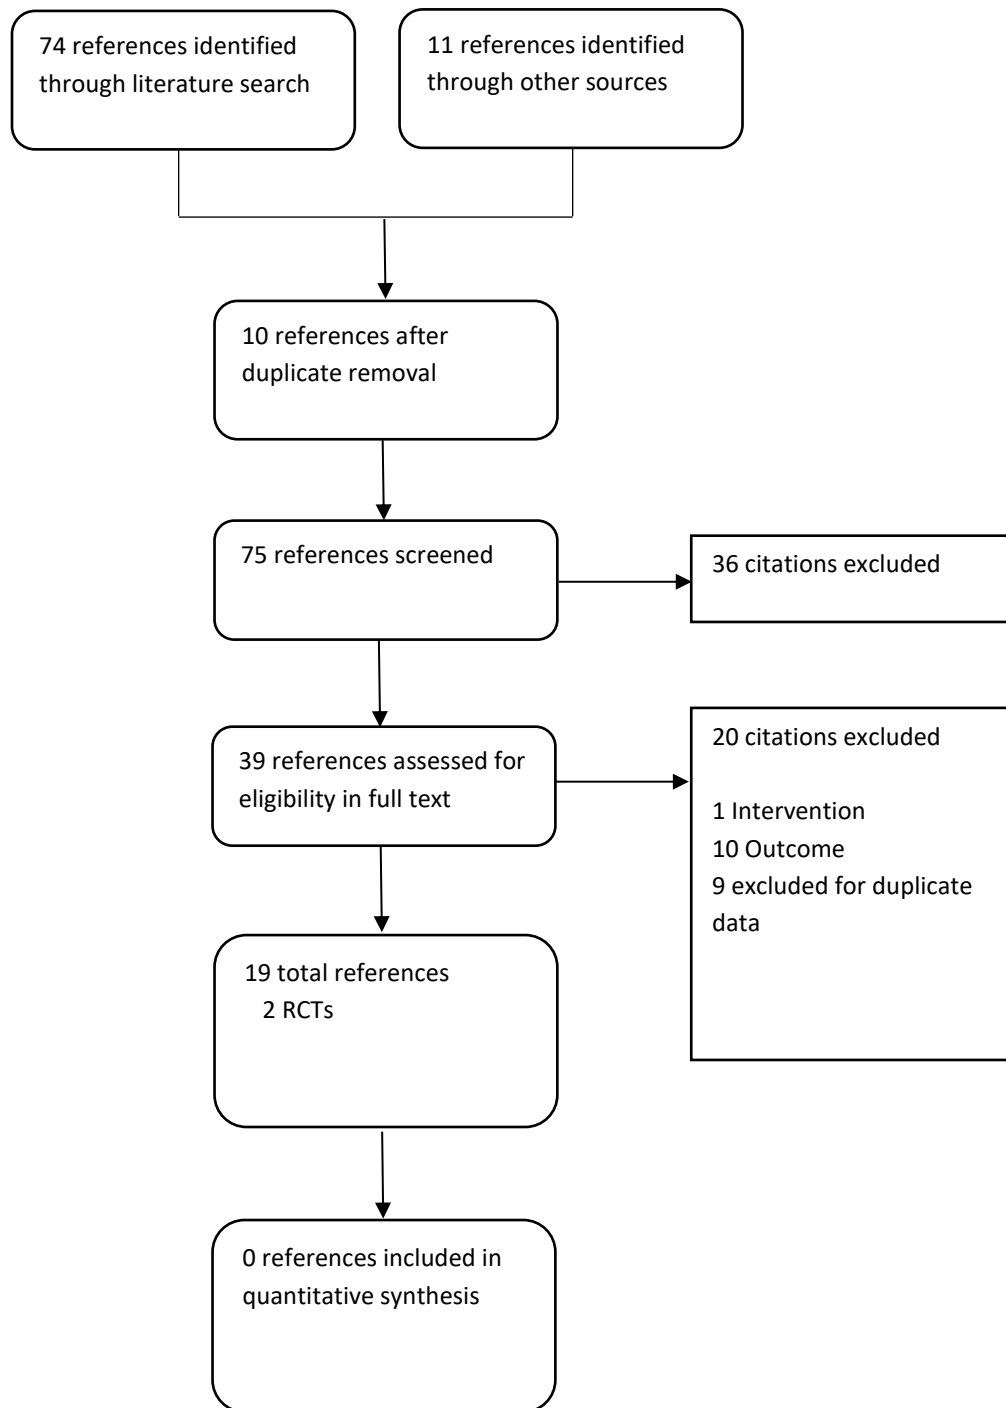 74 references identified
through literature search
11 references identified
through other sources
10 references after
duplicate removal
75 references screened
36 citations excluded
39 references assessed for
eligibility in full text
20 citations excluded
1 Intervention
10 Outcome
9 excluded for duplicate
data
19 total references
2 RCTs
0 references included in
quantitative synthesis